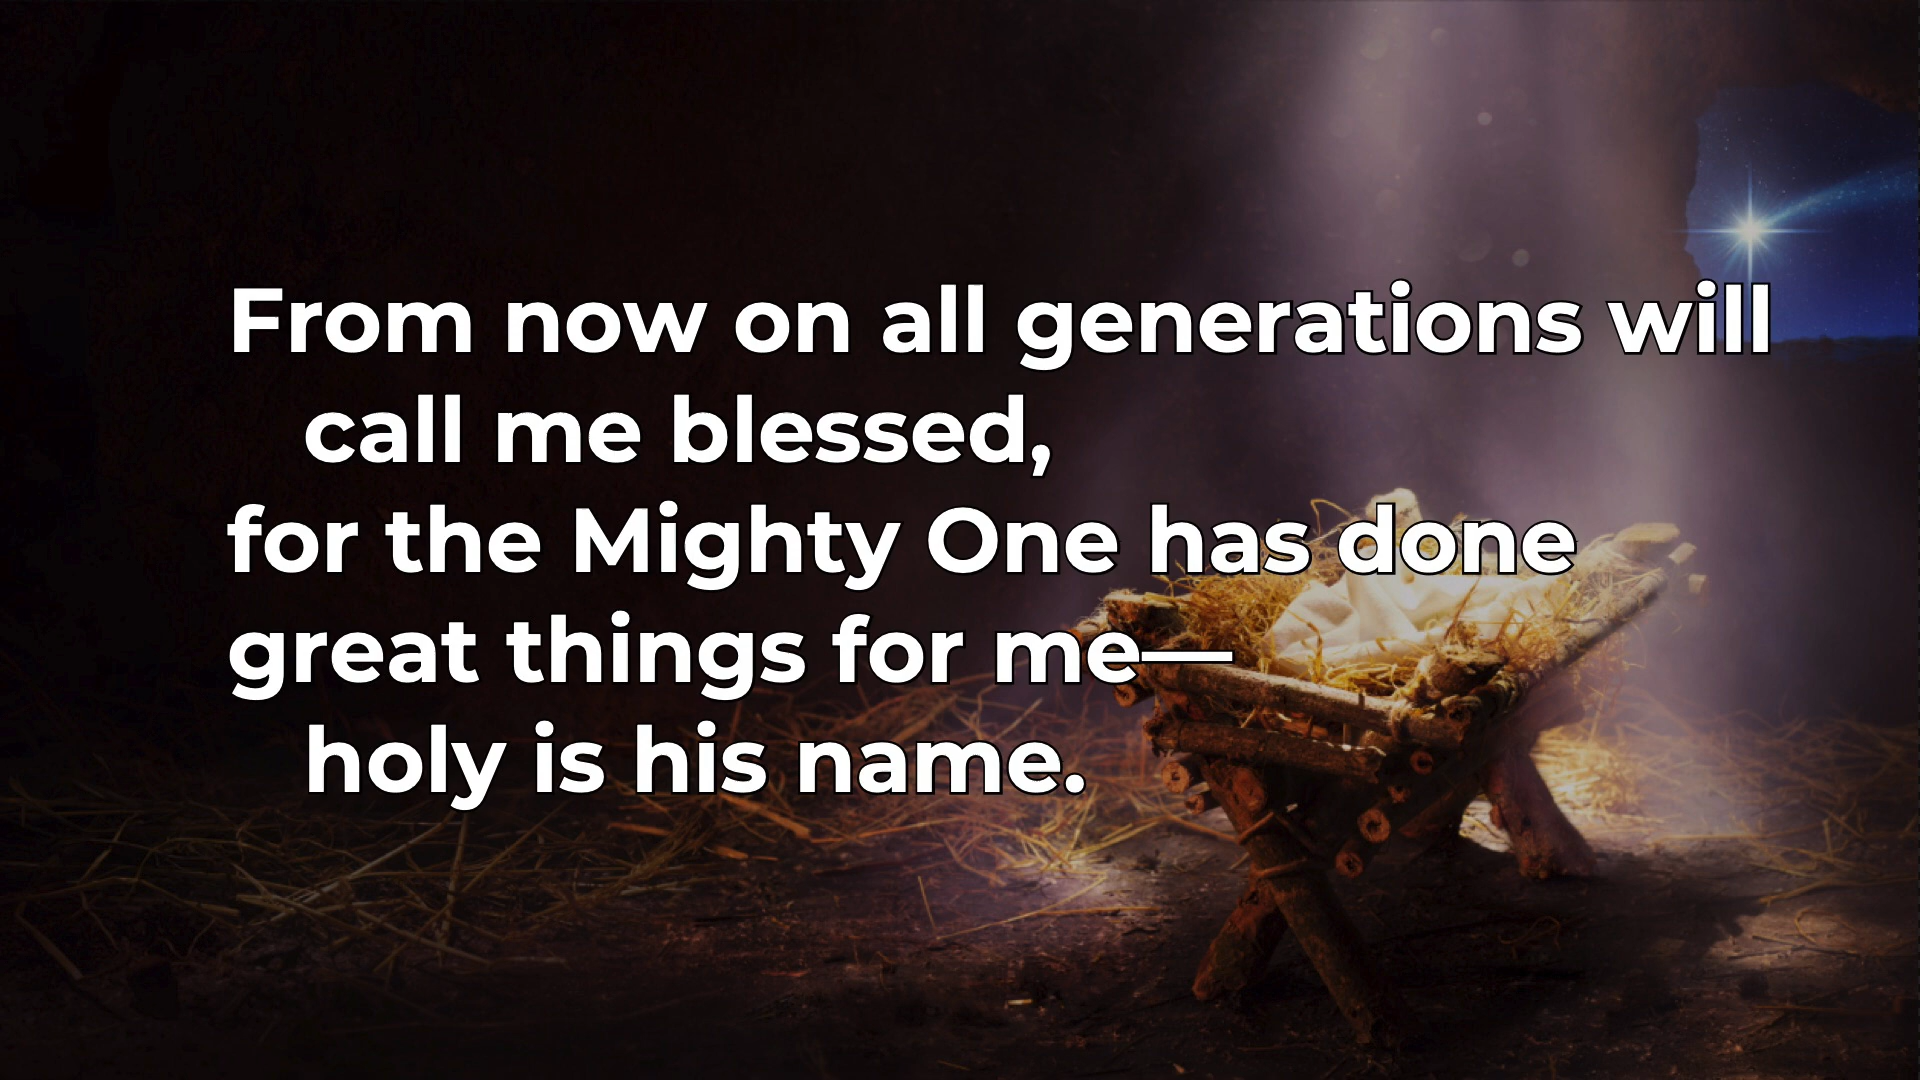 From now on all generations will
call me blessed,
for the Mighty One has done
great things for me—
holy is his name.